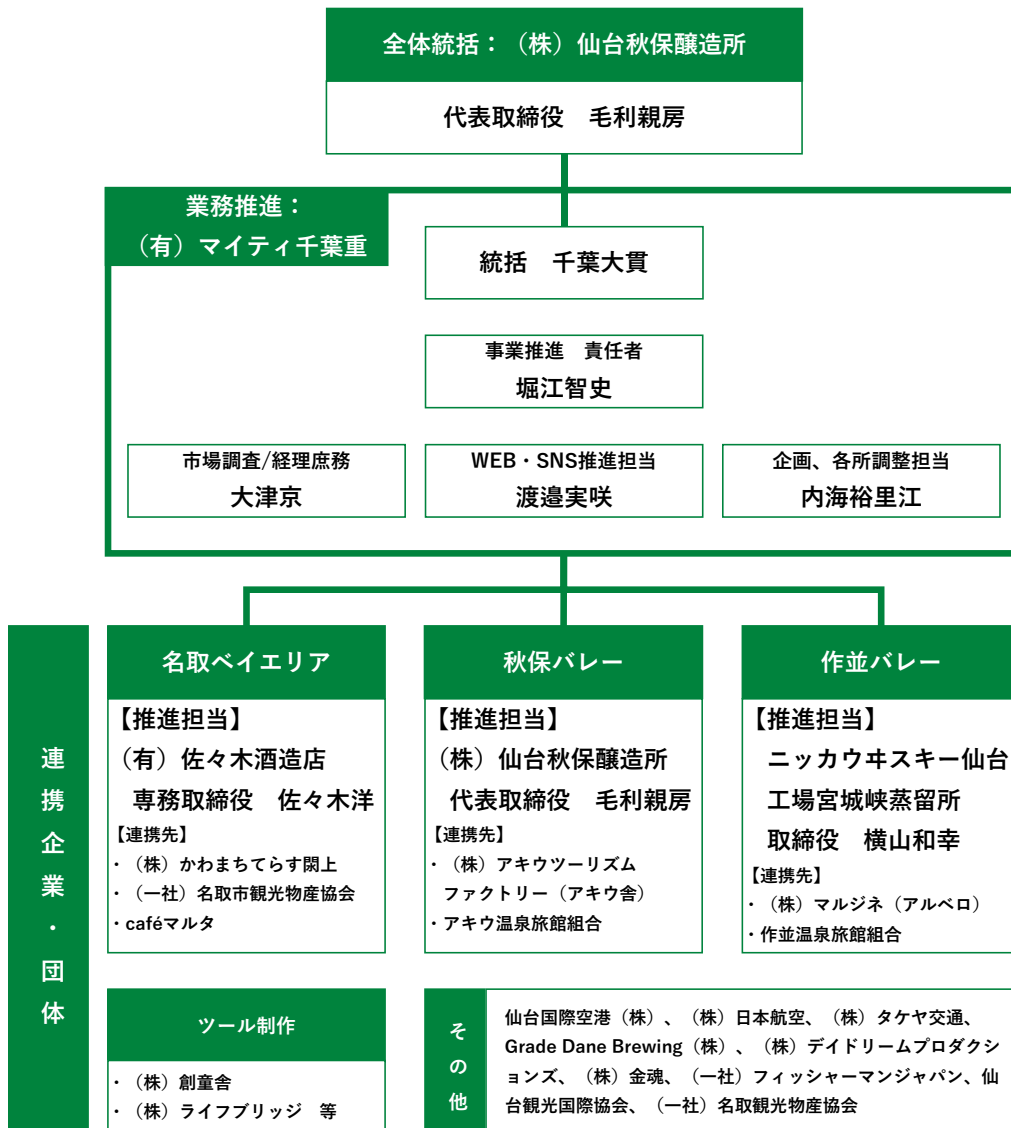 全体統括：（株）仙台秋保醸造所
代表取締役　毛利親房
業務推進：
（有）マイティ千葉重
統括　千葉大貫
事業推進　責任者
堀江智史
市場調査/経理庶務
大津京
WEB・SNS推進担当
渡邉実咲
企画、各所調整担当
内海裕里江
連携企業・団体
名取ベイエリア
【推進担当】
（有）佐々木酒造店
専務取締役　佐々木洋
【連携先】
・（株）かわまちてらす閖上
・（一社）名取市観光物産協会
・caféマルタ
秋保バレー
【推進担当】
（株）仙台秋保醸造所
代表取締役　毛利親房
【連携先】
・（株）アキウツーリズム
ファクトリー（アキウ舎）
・アキウ温泉旅館組合
作並バレー
【推進担当】
ニッカウヰスキー仙台
工場宮城峡蒸留所
取締役　横山和幸
【連携先】
・（株）マルジネ（アルベロ）
・作並温泉旅館組合
ツール制作
・（株）創童舎
・（株）ライフブリッジ　等
その他
仙台国際空港（株）、（株）日本航空、（株）タケヤ交通、
Grade Dane Brewing（株）、（株）デイドリームプロダクシ
ョンズ、（株）金魂、（一社）フィッシャーマンジャパン、仙
台観光国際協会、（一社）名取観光物産協会